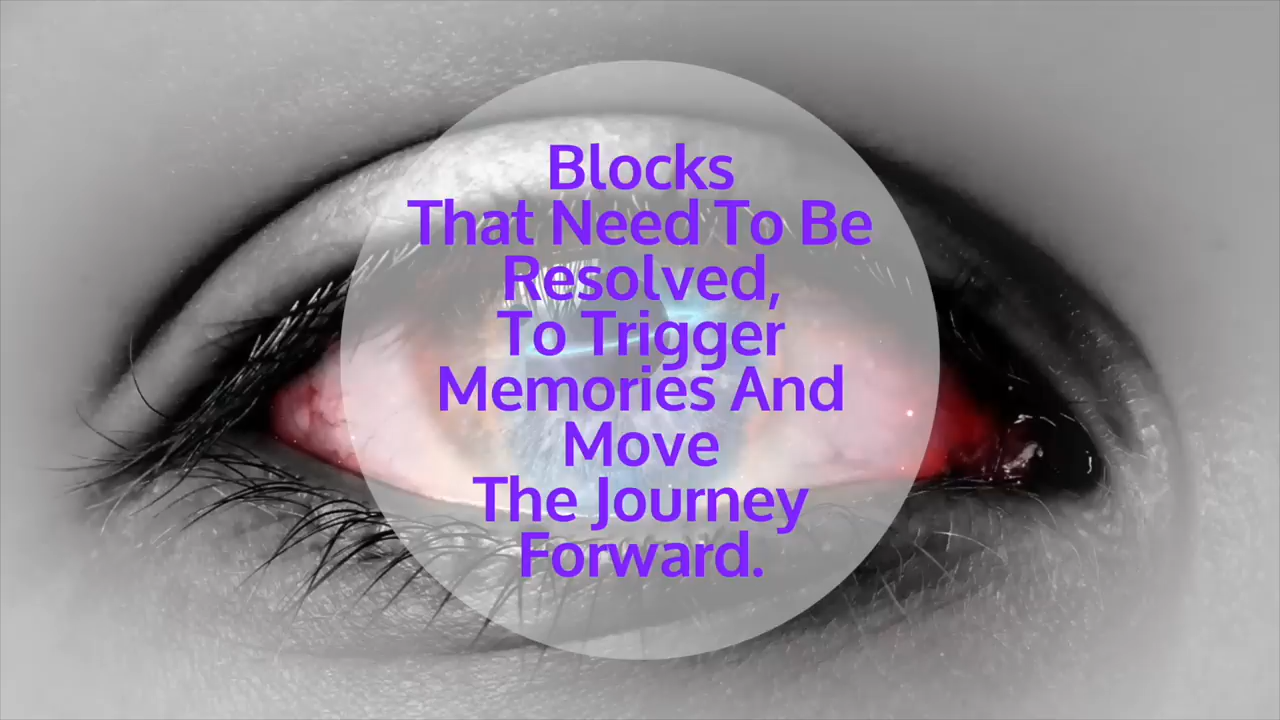 Blocks
That Need To Be
Resolved,
To Trigger
Memories And
Move
The Journey
Forward.